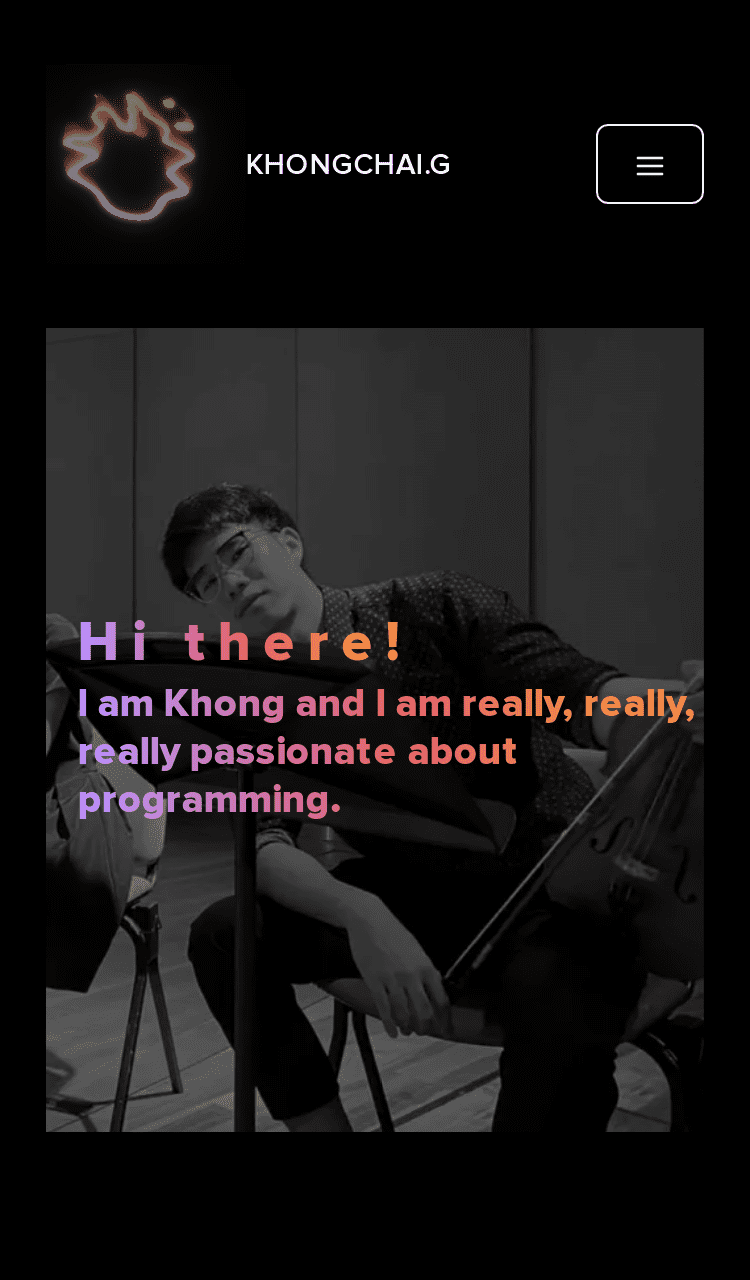 KHONGCHAI.G
Hi there!
I am Khong and I am really, really,
really passionate about
programming.